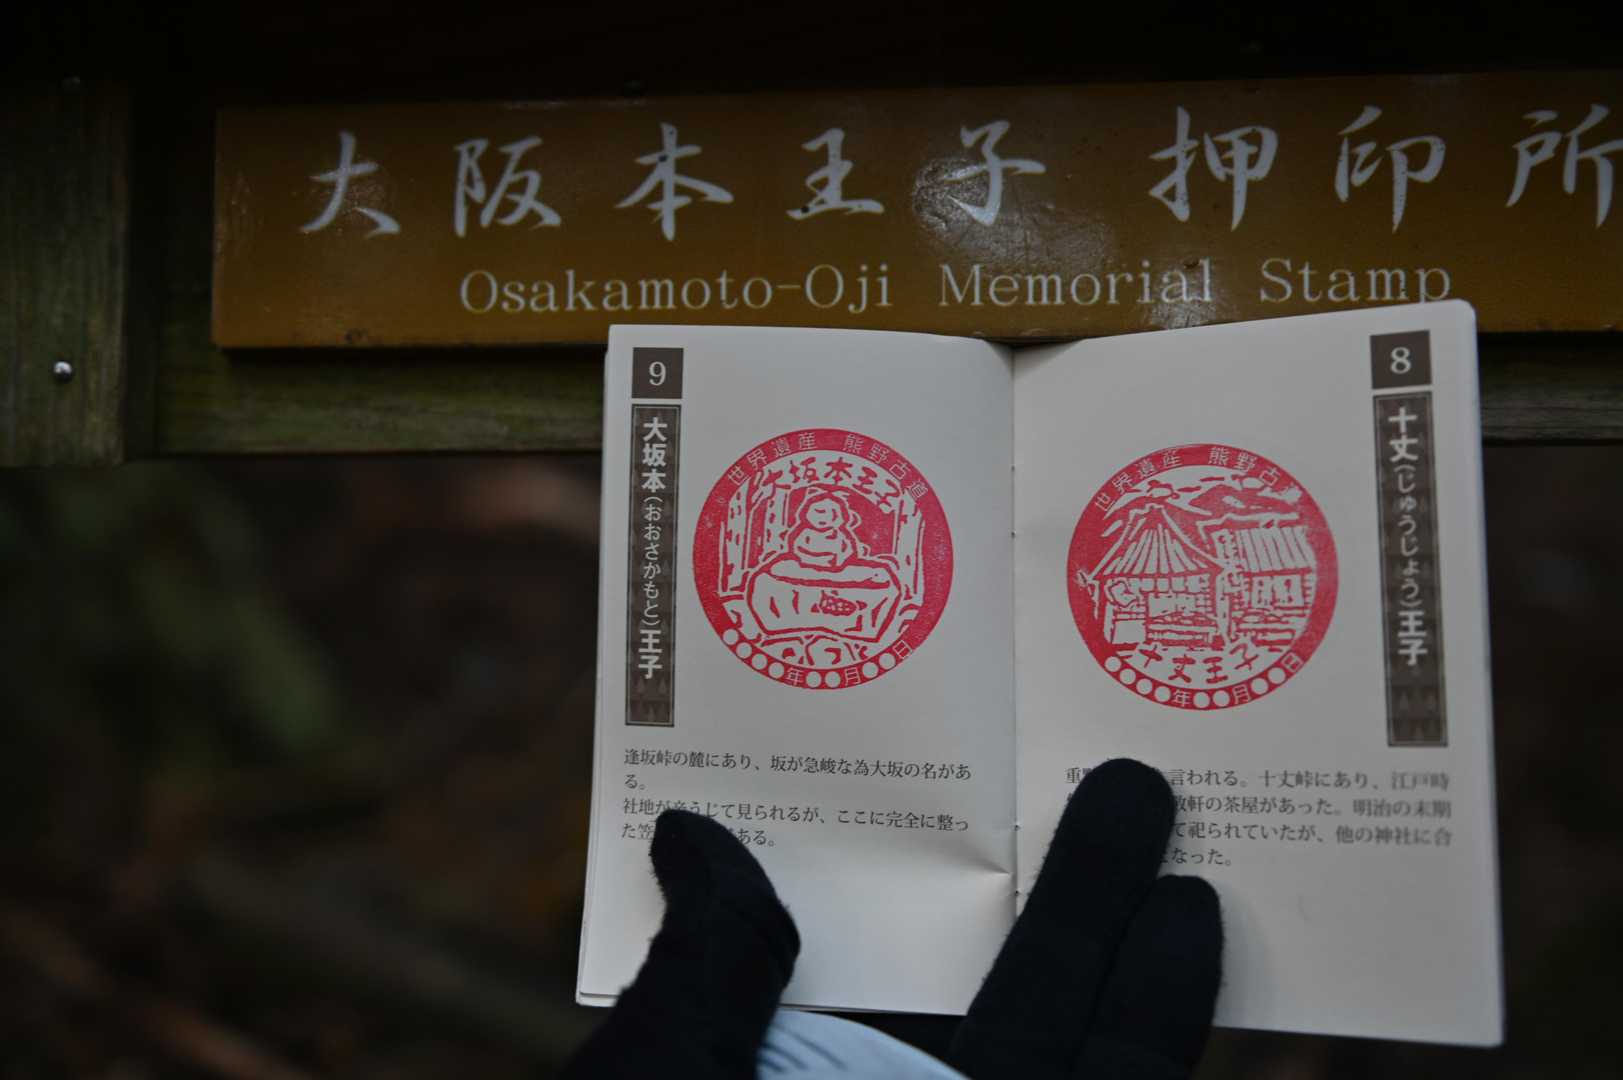 大阪本王子押印所
Osakamoto-Oji Memorial Stamp
8
十丈(じゅうじょう)王子
世界遺産 熊野古道
十丈王子
年 月 日
言われる。十丈峠にあり、江戸時
軒の茶屋があった。明治の末期
て祀られていたが、他の神社に合
なった。
9
大坂本(おおさかもと)王子
世界遺産 熊野古道
大坂本王子
年 月 日
逢坂峠の麓にあり、坂が急峻な為大坂の名があ
る。
社地が辛うじて見られるが、ここに完全に整っ
た笠 ある。